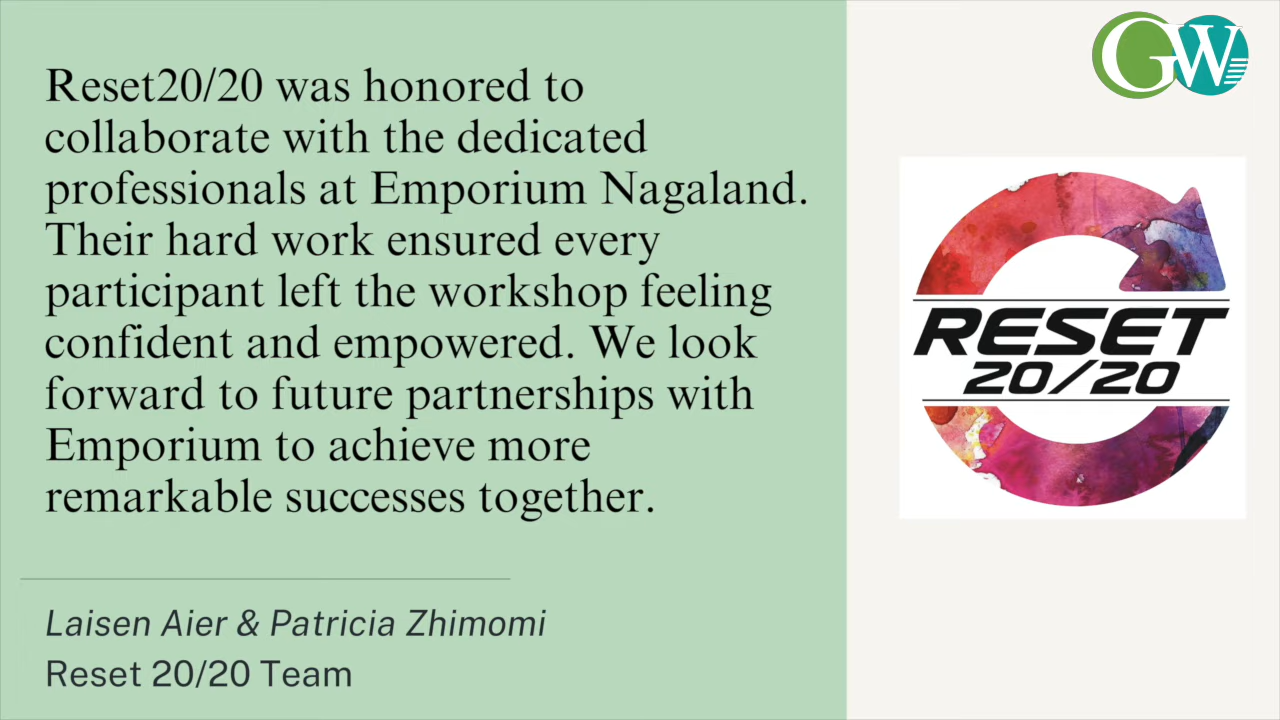 Reset20/20 was honored to
collaborate with the dedicated
professionals at Emporium Nagaland.
Their hard work ensured every
participant left the workshop feeling
confident and empowered. We look
forward to future partnerships with
Emporium to achieve more
remarkable successes together.
Laisen Aier & Patricia Zhimomi
Reset 20/20 Team
GW
RESET
20/20